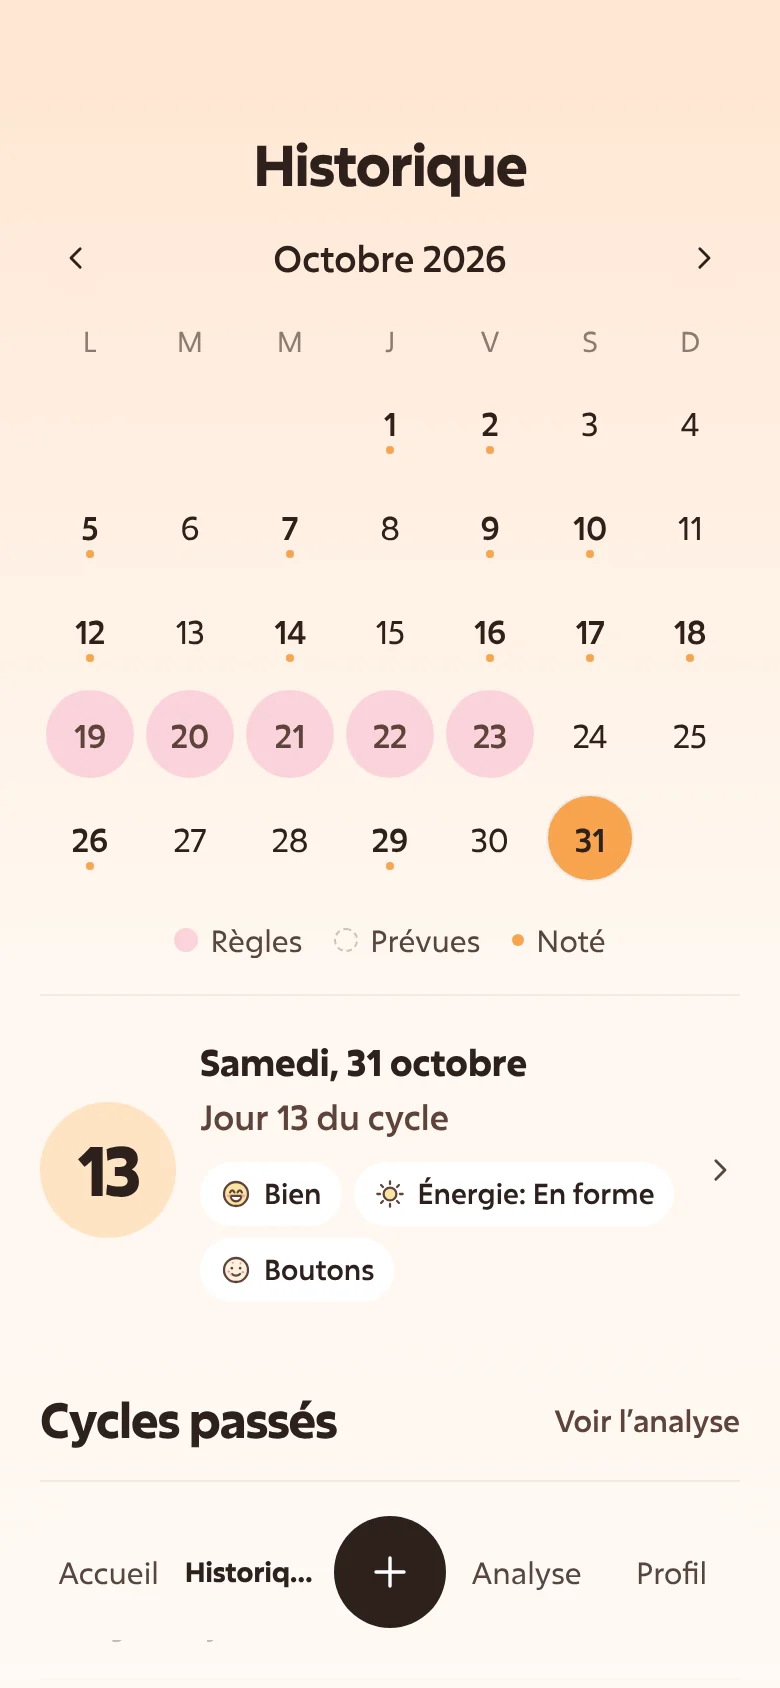 Historique
Octobre 2026
L M M J V S D
1 2 3 4
5 6 7 8 9 10 11
12 13 14 15 16 17 18
19 20 21 22 23 24 25
26 27 28 29 30 31
Règles Prévues Noté
Samedi, 31 octobre
Jour 13 du cycle
13
Bien Énergie: En forme
Boutons
Cycles passés Voir l’analyse
Accueil Historiq... Analyse Profil